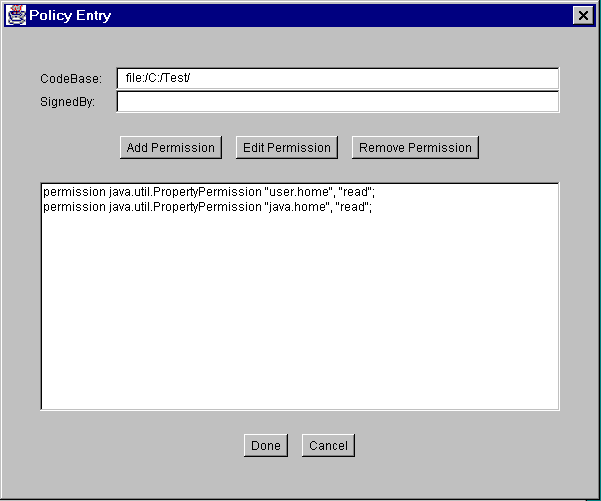 Policy Entry
CodeBase: file:/C:/Test/
SignedBy:
Add Permission Edit Permission Remove Permission
permission java.util.PropertyPermission "user.home", "read";
permission java.util.PropertyPermission "java.home", "read";
Done Cancel